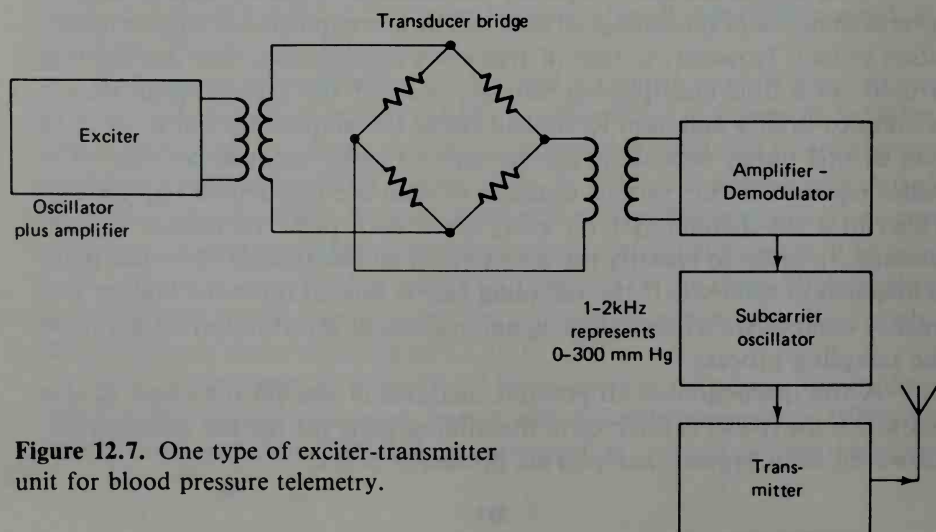 Transducer bridge
Exciter
Oscillator
plus amplifier
Amplifier –
Demodulator
1–2kHz
represents
0–300 mm Hg
Subcarrier
oscillator
Trans-
mitter
Figure 12.7. One type of exciter-transmitter
unit for blood pressure telemetry.